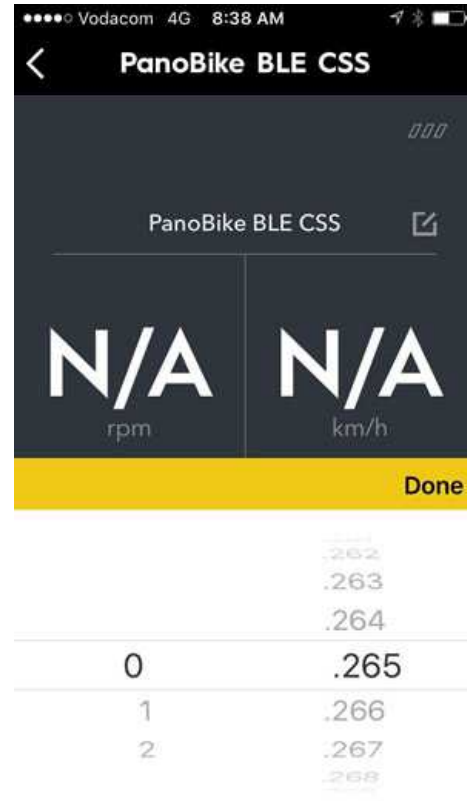 Vodacom 4G 8:38 AM
PanoBike BLE CSS
PanoBike BLE CSS
N/A N/A
rpm km/h
Done
.262
.263
.264
0 .265
1 .266
2 .267
.268